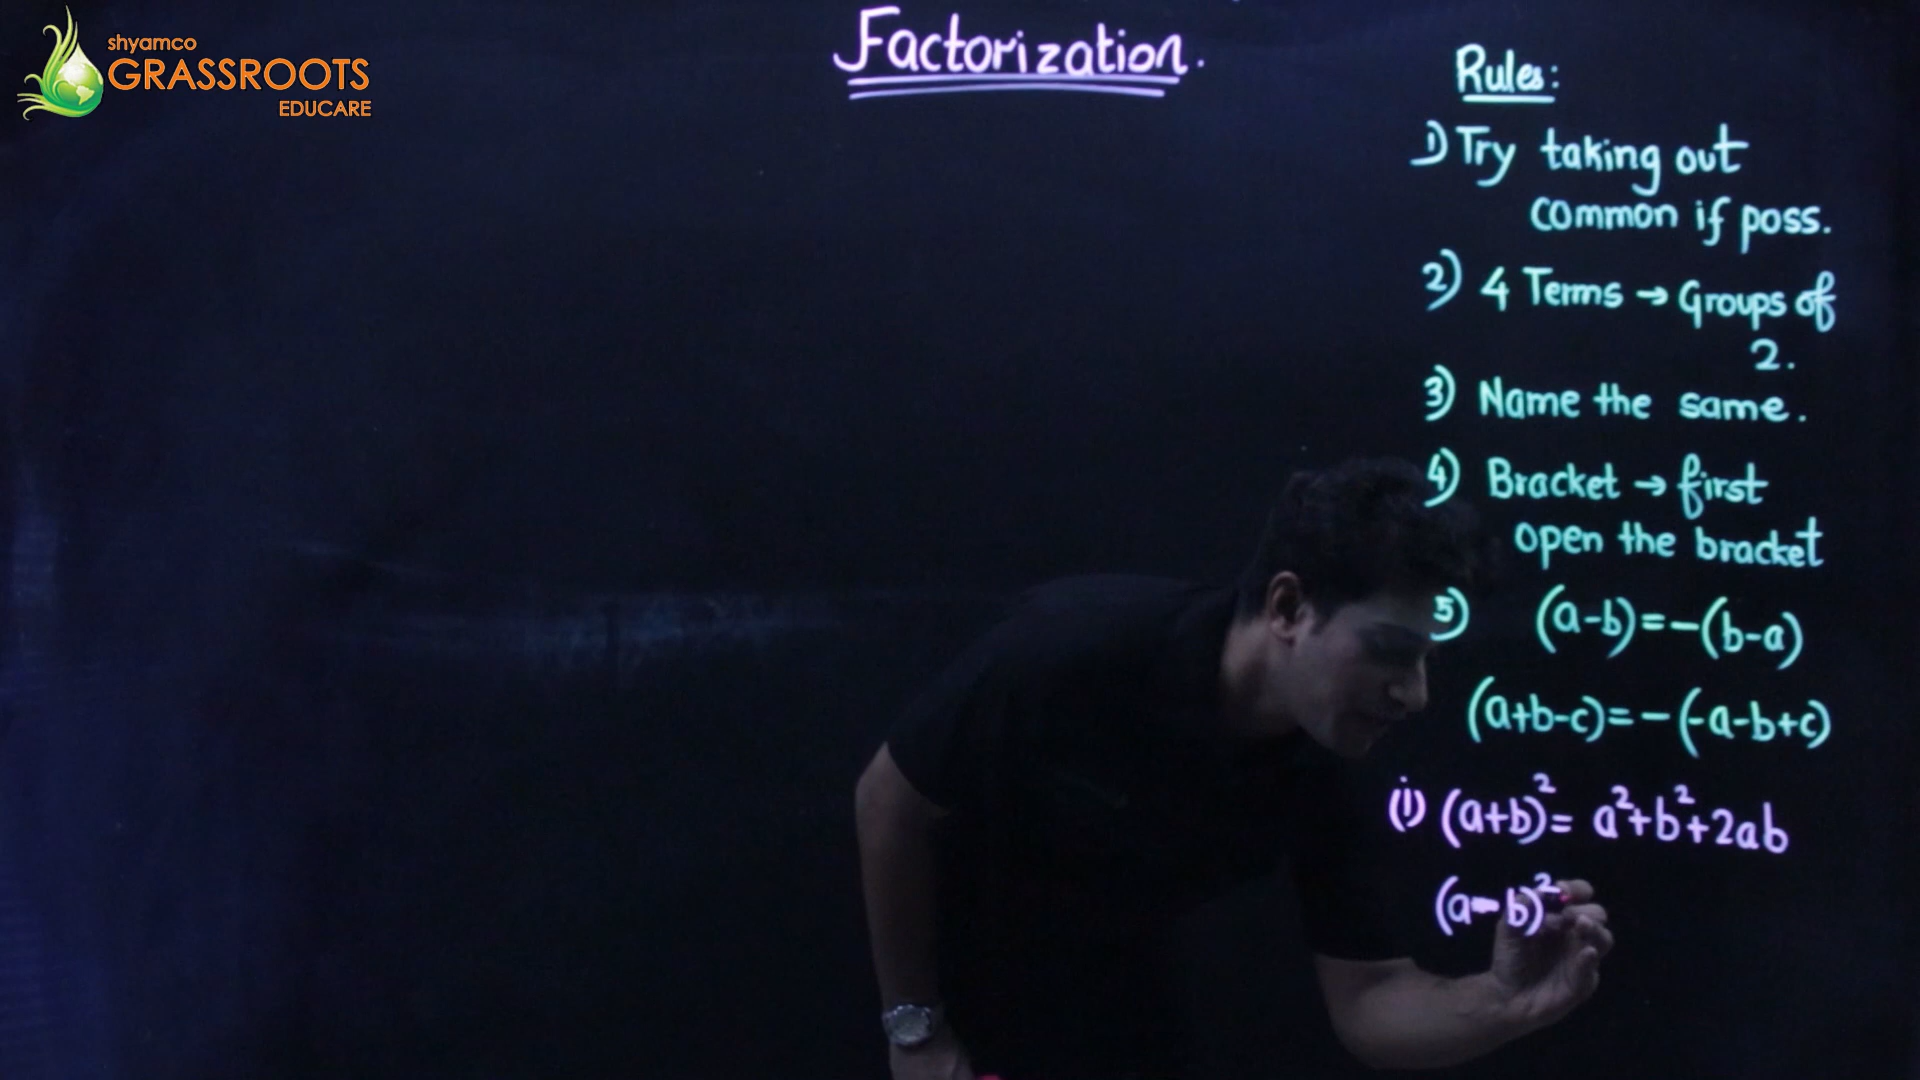 shyamco
GRASSROOTS
EDUCARE
Factorization.
Rules:
1) Try taking out
common if poss.
2) 4 Terms → Groups of
2.
3) Name the same.
4) Bracket → first
open the bracket
5) (a-b)=-(b-a)
(a+b-c)=-(-a-b+c)
(i) (a+b)²= a²+b²+2ab
(a-b)²